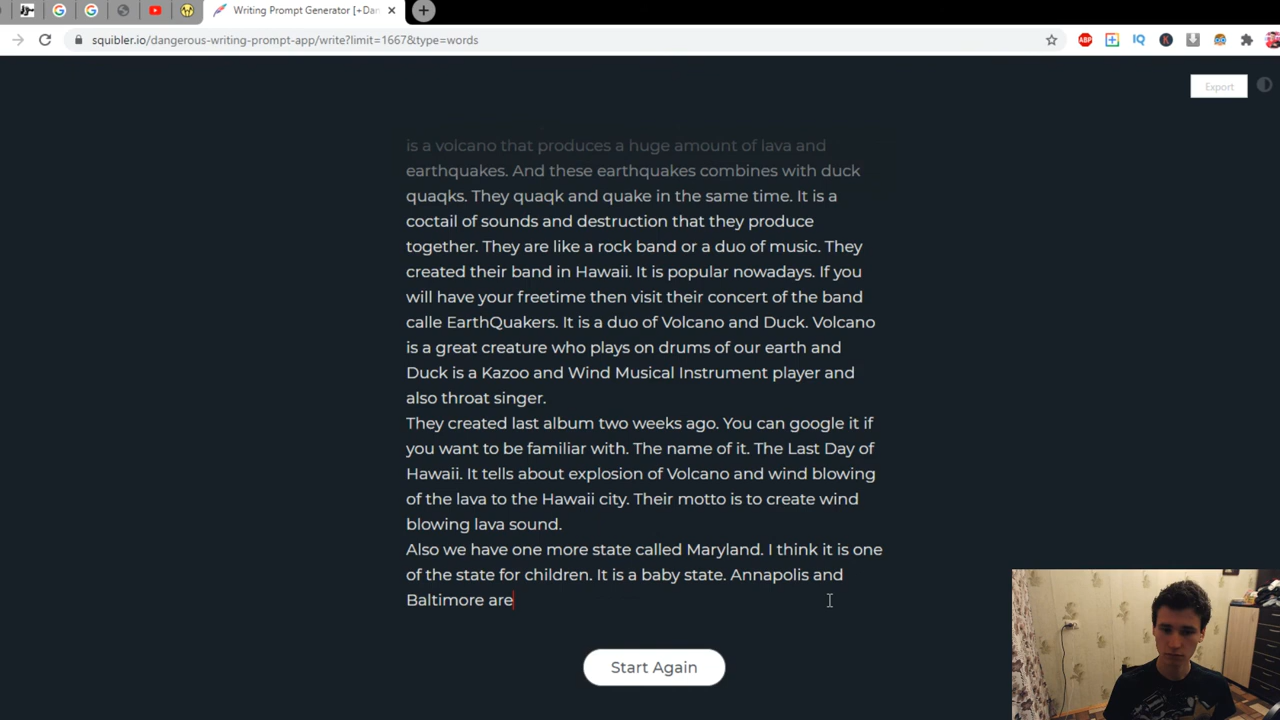 Writing Prompt Generator [+Dan
squibler.io/dangerous-writing-prompt-app/write?limit=1667&type=words
ABP
IQ
K
Export
is a volcano that produces a huge amount of lava and
earthquakes. And these earthquakes combines with duck
quaqks. They quaqk and quake in the same time. It is a
coctail of sounds and destruction that they produce
together. They are like a rock band or a duo of music. They
created their band in Hawaii. It is popular nowadays. If you
will have your freetime then visit their concert of the band
calle EarthQuakers. It is a duo of Volcano and Duck. Volcano
is a great creature who plays on drums of our earth and
Duck is a Kazoo and Wind Musical Instrument player and
also throat singer.
They created last album two weeks ago. You can google it if
you want to be familiar with. The name of it. The Last Day of
Hawaii. It tells about explosion of Volcano and wind blowing
of the lava to the Hawaii city. Their motto is to create wind
blowing lava sound.
Also we have one more state called Maryland. I think it is one
of the state for children. It is a baby state. Annapolis and
Baltimore are
Start Again